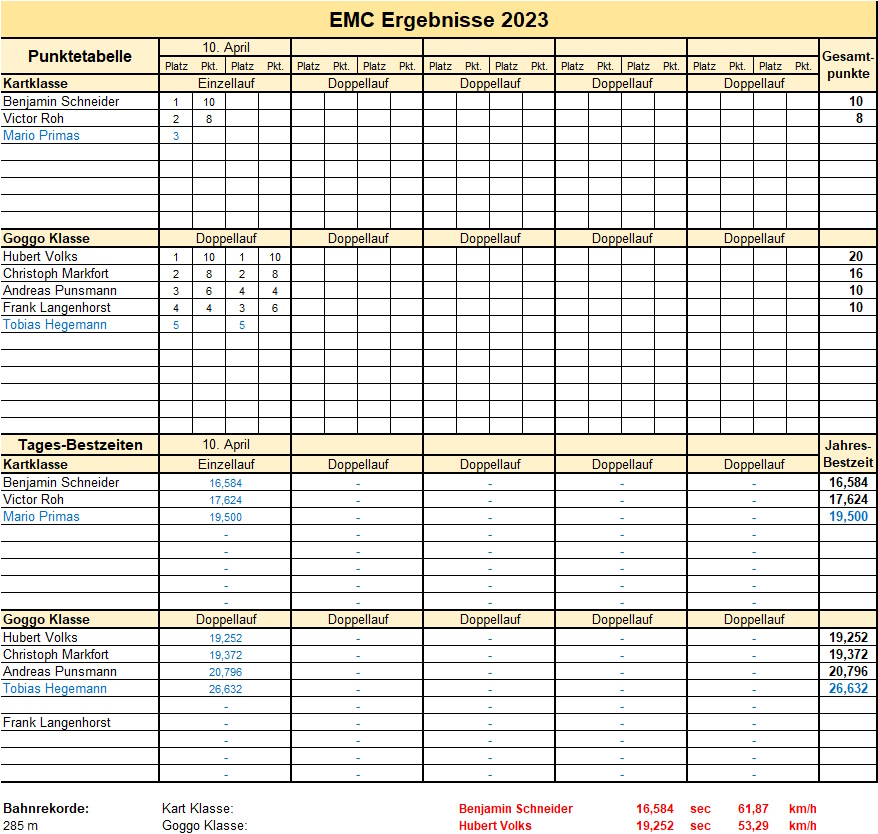 EMC Ergebnisse 2023
Punktetabelle 10. April Gesamt-punkte
Platz Pkt. Platz Pkt. Platz Pkt. Platz Pkt. Platz Pkt. Platz Pkt. Platz Pkt. Platz Pkt. Platz Pkt. Platz Pkt.
Kartklasse Einzellauf Doppellauf Doppellauf Doppellauf Doppellauf
Benjamin Schneider 1 10 10
Victor Roh 2 8 8
Mario Primas 3
Goggo Klasse Doppellauf Doppellauf Doppellauf Doppellauf Doppellauf
Hubert Volks 1 10 1 10 20
Christoph Markfort 2 8 2 8 16
Andreas Punsmann 3 6 4 4 10
Frank Langenhorst 4 4 3 6 10
Tobias Hegemann 5 5
Tages-Bestzeiten 10. April Jahres-Bestzeit
Kartklasse Einzellauf Doppellauf Doppellauf Doppellauf Doppellauf
Benjamin Schneider 16,584 - - - - 16,584
Victor Roh 17,624 - - - - 17,624
Mario Primas 19,500 - - - - 19,500
- - - - -
- - - - -
- - - - -
- - - - -
- - - - -
Goggo Klasse Doppellauf Doppellauf Doppellauf Doppellauf Doppellauf
Hubert Volks 19,252 - - - - 19,252
Christoph Markfort 19,372 - - - - 19,372
Andreas Punsmann 20,796 - - - - 20,796
Tobias Hegemann 26,632 - - - - 26,632
- - - - -
Frank Langenhorst - - - - -
- - - - -
- - - - -
- - - - -
Bahnrekorde: Kart Klasse: Benjamin Schneider 16,584 sec 61,87 km/h
285 m Goggo Klasse: Hubert Volks 19,252 sec 53,29 km/h